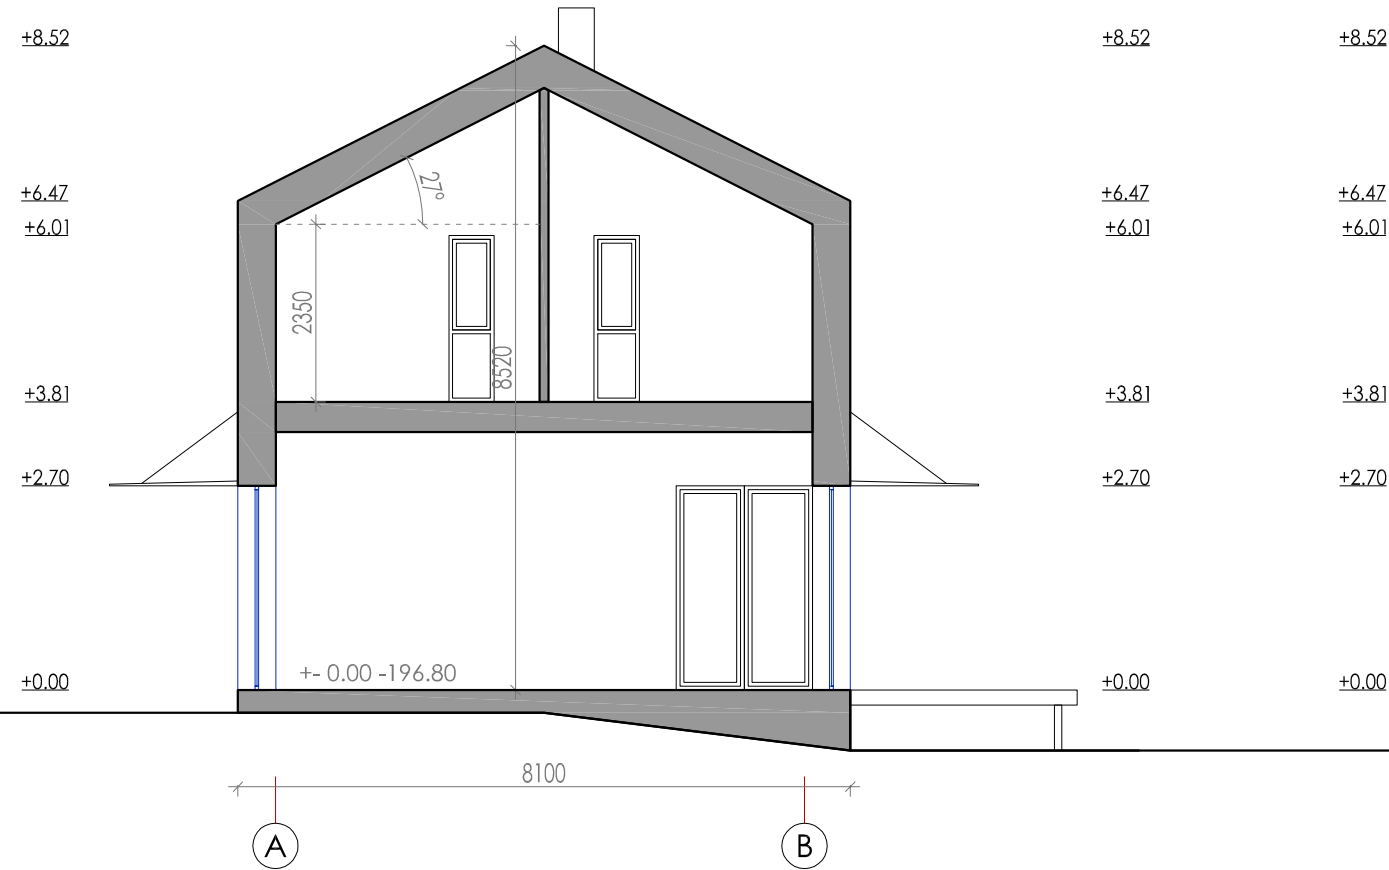 +8.52 +8.52 +8.52
+6.47 27° +6.47 +6.47
+6.01 +6.01 +6.01
2350
8520
+3.81 +3.81 +3.81
+2.70 +2.70 +2.70
+- 0.00 -196.80
+0.00 +0.00 +0.00
8100
A B